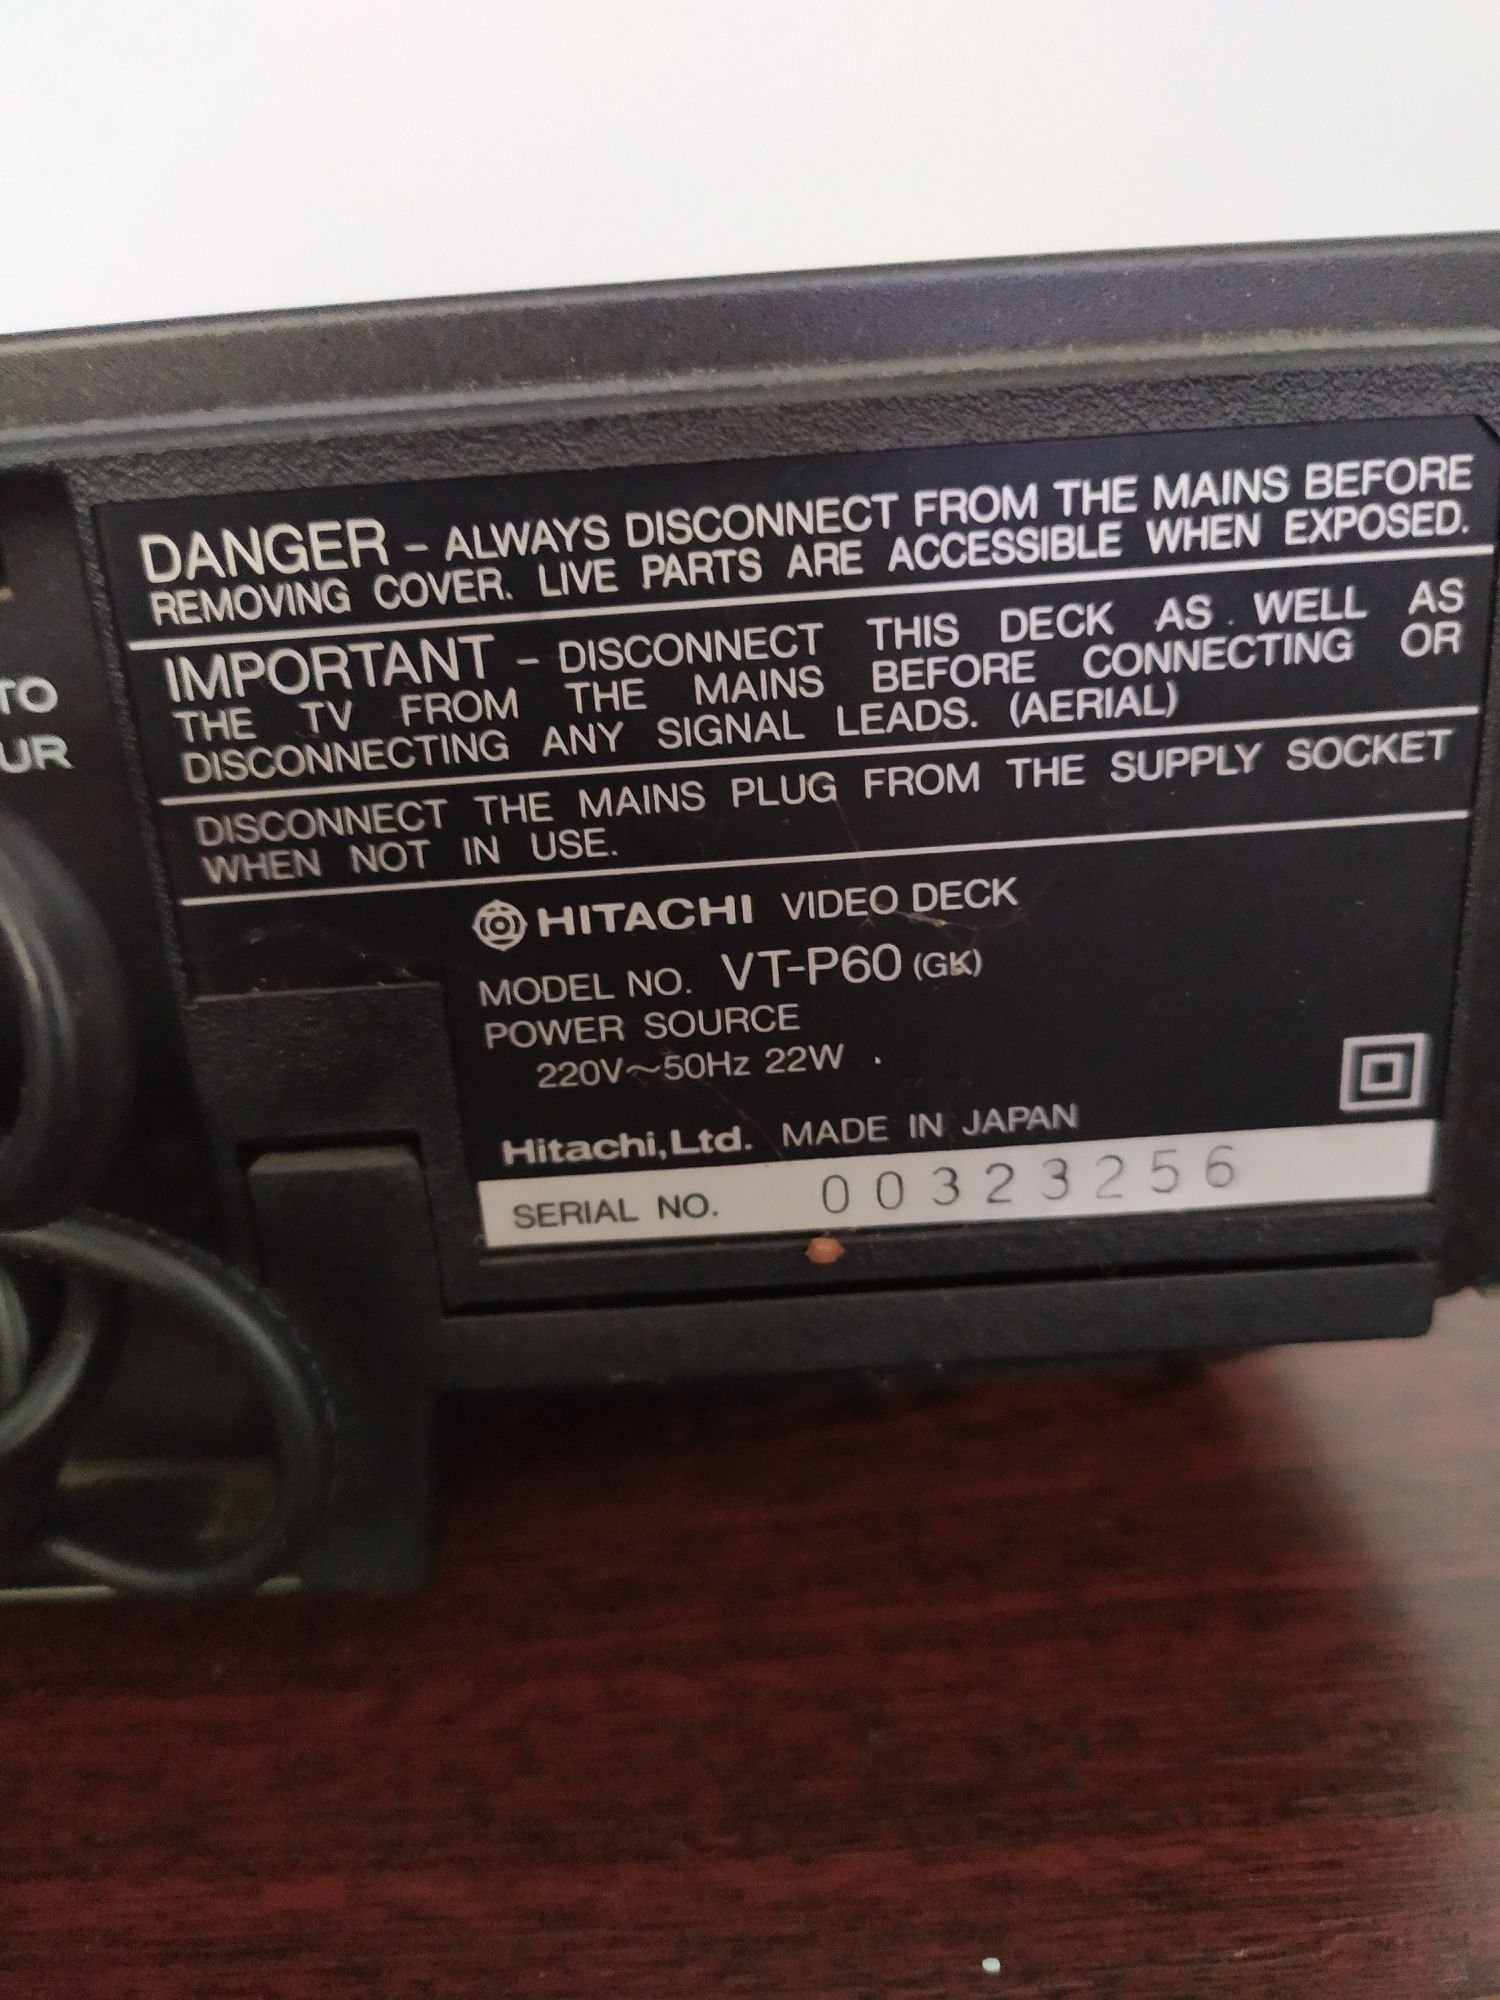 DANGER – ALWAYS DISCONNECT FROM THE MAINS BEFORE
REMOVING COVER. LIVE PARTS ARE ACCESSIBLE WHEN EXPOSED.
IMPORTANT – DISCONNECT THIS DECK AS WELL AS
THE TV FROM THE MAINS BEFORE CONNECTING OR
DISCONNECTING ANY SIGNAL LEADS. (AERIAL)
DISCONNECT THE MAINS PLUG FROM THE SUPPLY SOCKET
WHEN NOT IN USE.
TO
UR
HITACHI VIDEO DECK
MODEL NO. VT-P60 (GK)
POWER SOURCE
220V~50Hz 22W
Hitachi,Ltd. MADE IN JAPAN
SERIAL NO. 00323256